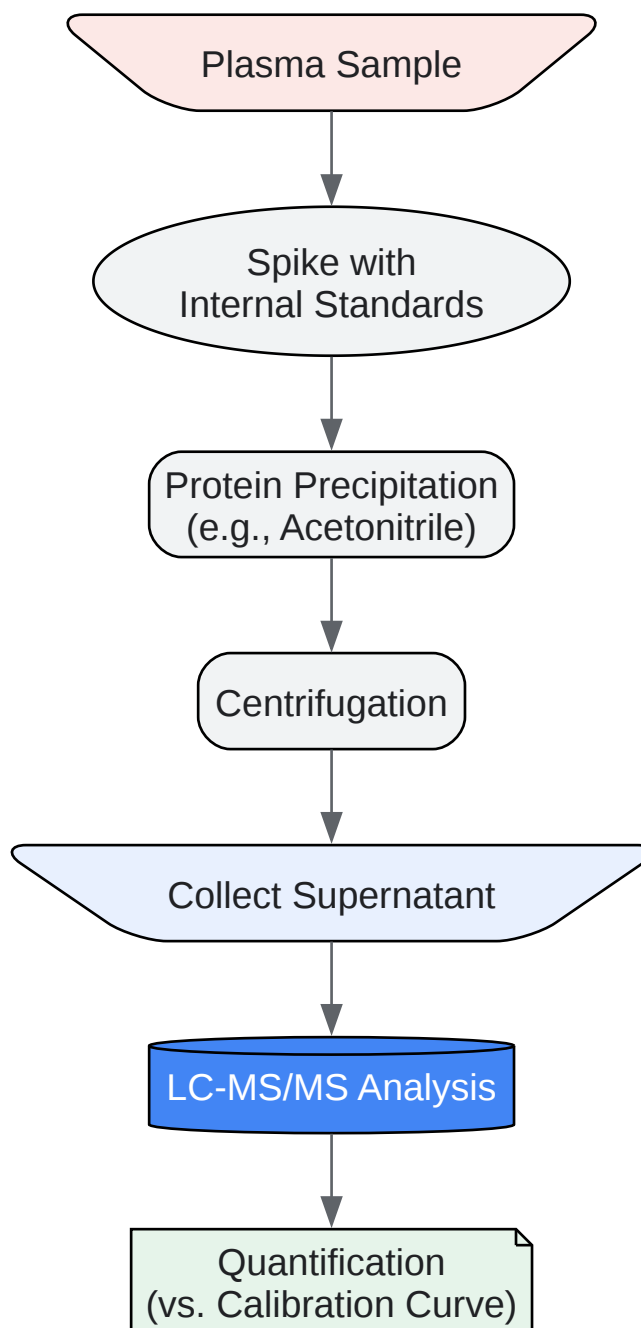 Plasma Sample
Spike with
Internal Standards
Protein Precipitation
(e.g., Acetonitrile)
Centrifugation
Collect Supernatant
LC-MS/MS Analysis
Quantification
(vs. Calibration Curve)